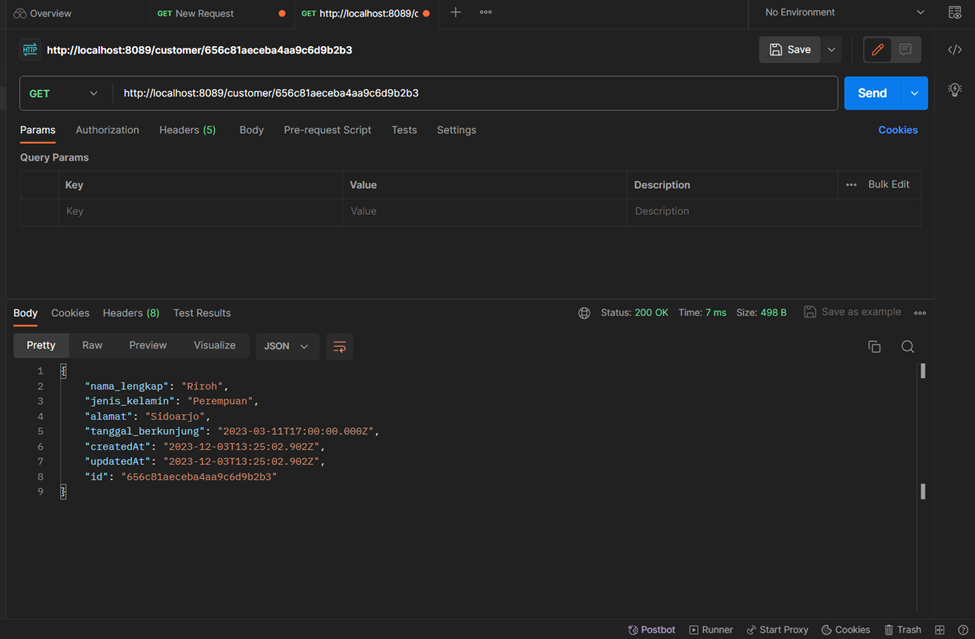 Overview GET New Request GET http://localhost:8089/c No Environment
HTTP http://localhost:8089/customer/656c81aeceba4aa9c6d9b2b3 Save
GET http://localhost:8089/customer/656c81aeceba4aa9c6d9b2b3 Send
Params Authorization Headers (5) Body Pre-request Script Tests Settings Cookies
Query Params
Key Value Description Bulk Edit
Key Value Description
Body Cookies Headers (8) Test Results Status: 200 OK Time: 7 ms Size: 498 B Save as example
Pretty Raw Preview Visualize JSON
1 {
2 "nama_lengkap": "Riroh",
3 "jenis_kelamin": "Perempuan",
4 "alamat": "Sidoarjo",
5 "tanggal_berkunjung": "2023-03-11T17:00:00.000Z",
6 "createdAt": "2023-12-03T13:25:02.902Z",
7 "updatedAt": "2023-12-03T13:25:02.902Z",
8 "id": "656c81aeceba4aa9c6d9b2b3"
9 }
Postbot Runner Start Proxy Cookies Trash